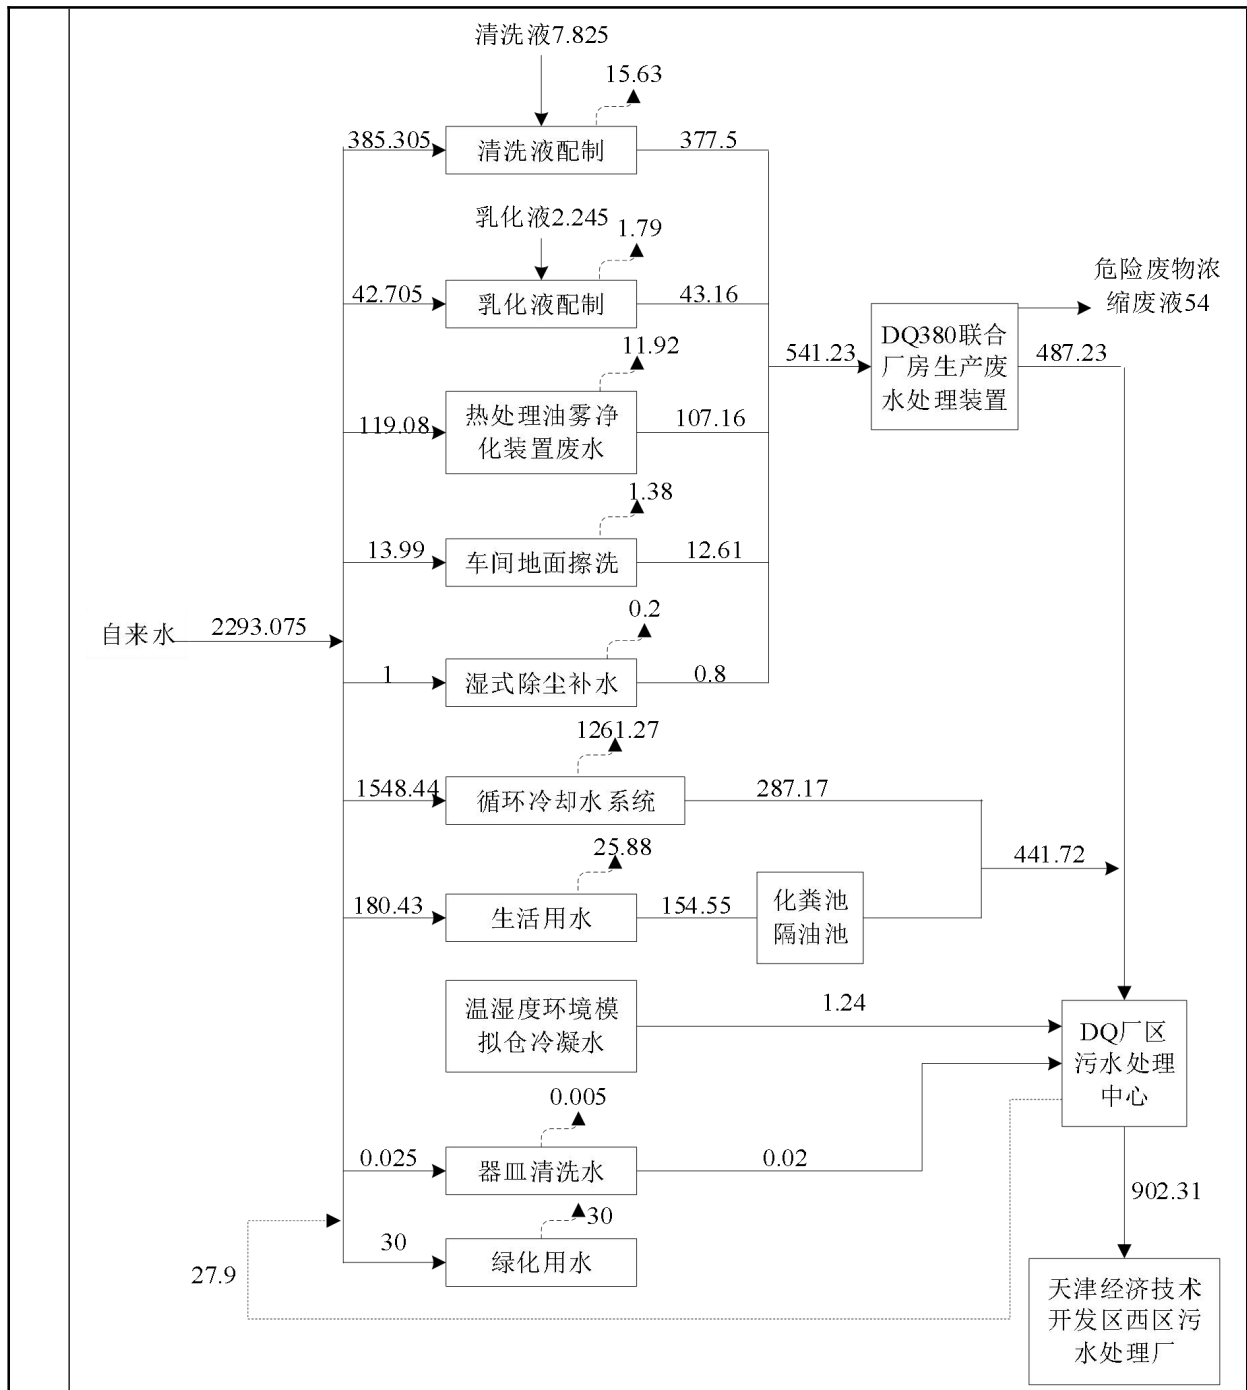 清洗液7.825
15.63
385.305
清洗液配制
377.5
乳化液2.245
1.79
42.705
乳化液配制
43.16
危险废物浓
缩废液54
541.23
DQ380联合
厂房生产废
水处理装置
487.23
11.92
119.08
热处理油雾净
化装置废水
107.16
1.38
13.99
车间地面擦洗
12.61
自来水
2293.075
0.2
1
湿式除尘补水
0.8
1261.27
1548.44
循环冷却水系统
287.17
25.88
441.72
180.43
生活用水
154.55
化粪池
隔油池
温湿度环境模
拟仓冷凝水
1.24
DQ厂区
污水处理
中心
0.005
0.025
器皿清洗水
0.02
902.31
30
30
绿化用水
27.9
天津经济技术
开发区西区污
水处理厂